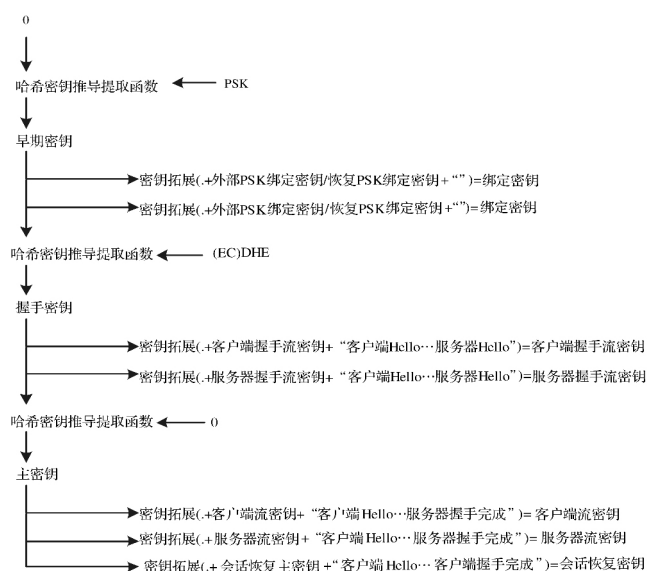 0
哈希密钥推导提取函数 PSK
早期密钥
密钥拓展(.+外部PSK绑定密钥/恢复PSK绑定密钥+“”)=绑定密钥
密钥拓展(.+外部PSK绑定密钥/恢复PSK绑定密钥+“”)=绑定密钥
哈希密钥推导提取函数 (EC)DHE
握手密钥
密钥拓展(.+客户端握手流密钥+“客户端Hello…服务器Hello”)=客户端握手流密钥
密钥拓展(.+服务器握手流密钥+“客户端Hello…服务器Hello”)=服务器握手流密钥
哈希密钥推导提取函数 0
主密钥
密钥拓展(.+客户端流密钥+“客户端Hello…服务器握手完成”)=客户端流密钥
密钥拓展(.+服务器流密钥+“客户端Hello…服务器握手完成”)=服务器流密钥
密钥拓展(.+会话恢复主密钥+“客户端Hello…客户端握手完成”)=会话恢复密钥